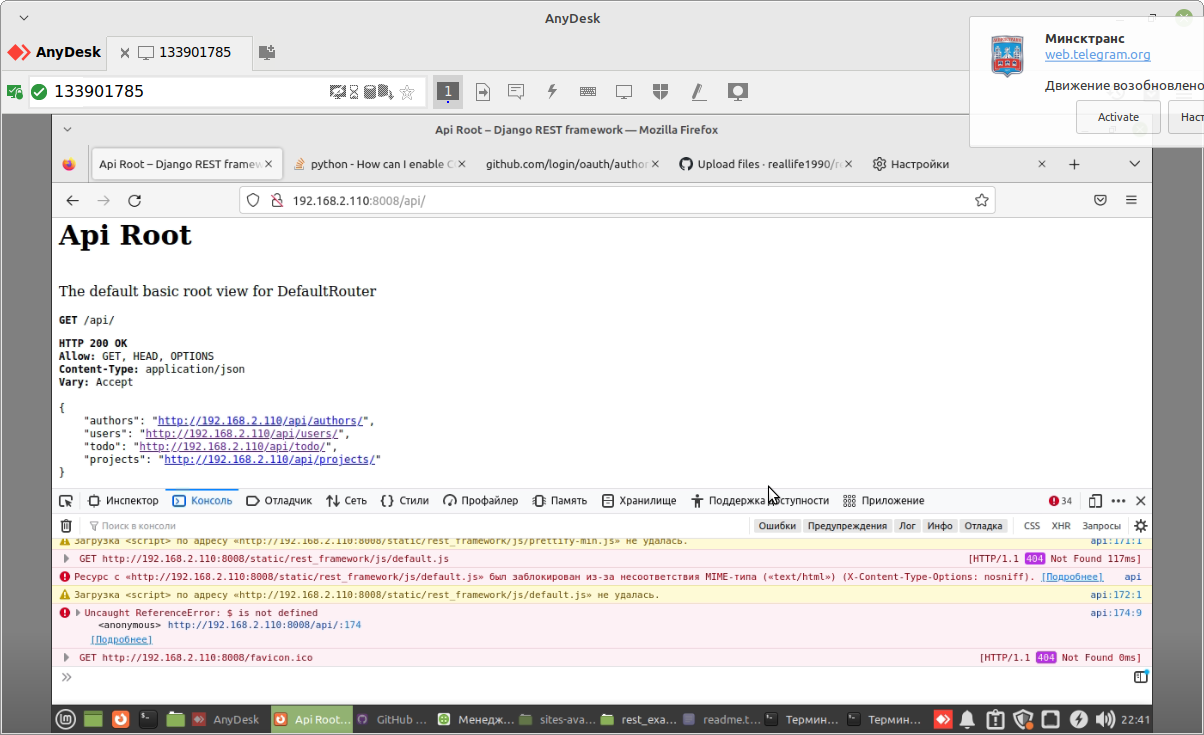 AnyDesk
AnyDesk
133901785
133901785
1
Минсктранс
web.telegram.org
Движение возобновлено
Activate
Наст
Api Root – Django REST framework — Mozilla Firefox
Api Root – Django REST framew
python - How can I enable C
github.com/login/oauth/author
Upload files · reallife1990/r
Настройки
192.168.2.110:8008/api/
Api Root
The default basic root view for DefaultRouter
GET /api/
HTTP 200 OK
Allow: GET, HEAD, OPTIONS
Content-Type: application/json
Vary: Accept
{
"authors": "http://192.168.2.110/api/authors/",
"users": "http://192.168.2.110/api/users/",
"todo": "http://192.168.2.110/api/todo/",
"projects": "http://192.168.2.110/api/projects/"
}
Инспектор Консоль Отладчик Сеть Стили Профайлер Память Хранилище Поддержка доступности Приложение 34
Поиск в консоли Ошибки Предупреждения Лог Инфо Отладка CSS XHR Запросы
Загрузка <script> по адресу «http://192.168.2.110:8008/static/rest_framework/js/prettify-min.js» не удалась. api:171:1
GET http://192.168.2.110:8008/static/rest_framework/js/default.js [HTTP/1.1 404 Not Found 117ms]
Ресурс с «http://192.168.2.110:8008/static/rest_framework/js/default.js» был заблокирован из-за несоответствия MIME-типа («text/html») (X-Content-Type-Options: nosniff). [Подробнее] api
Загрузка <script> по адресу «http://192.168.2.110:8008/static/rest_framework/js/default.js» не удалась. api:172:1
Uncaught ReferenceError: $ is not defined api:174:9
<anonymous> http://192.168.2.110:8008/api/:174
[Подробнее]
GET http://192.168.2.110:8008/favicon.ico [HTTP/1.1 404 Not Found 0ms]
AnyDesk Api Root... GitHub ... Менедж... sites-ava... rest_exa... readme.t... Термин... Термин... 22:41